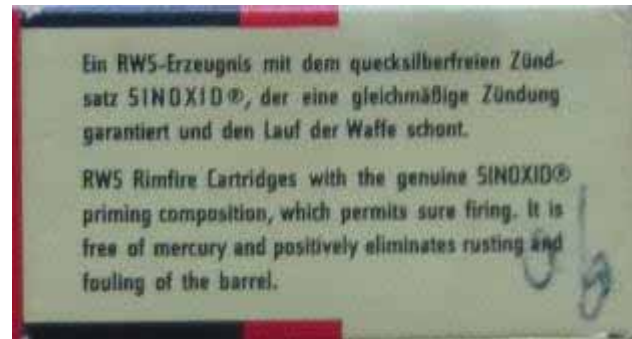 Ein RWS-Erzeugnis mit dem quecksilberfreien Zünd-
satz SINOXID®, der eine gleichmäßige Zündung
garantiert und den Lauf der Waffe schont.
RWS Rimfire Cartridges with the genuine SINOXID®
priming composition, which permits sure firing. It is
free of mercury and positively eliminates rusting and
fouling of the barrel.